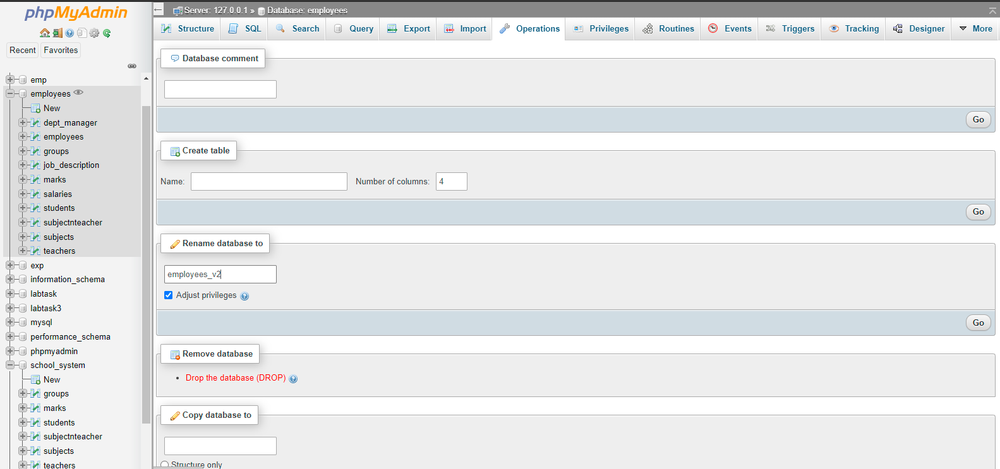 phpMyAdmin
Recent
Favorites
emp
employees
New
dept_manager
employees
groups
job_description
marks
salaries
students
subjectnteacher
subjects
teachers
exp
information_schema
labtask
labtask3
mysql
performance_schema
phpmyadmin
school_system
New
groups
marks
students
subjectnteacher
subjects
teachers
Server: 127.0.0.1 » Database: employees
Structure
SQL
Search
Query
Export
Import
Operations
Privileges
Routines
Events
Triggers
Tracking
Designer
More
Database comment
Go
Create table
Name:
Number of columns: 4
Go
Rename database to
employees_v2
Adjust privileges
Go
Remove database
Drop the database (DROP)
Copy database to
Structure only